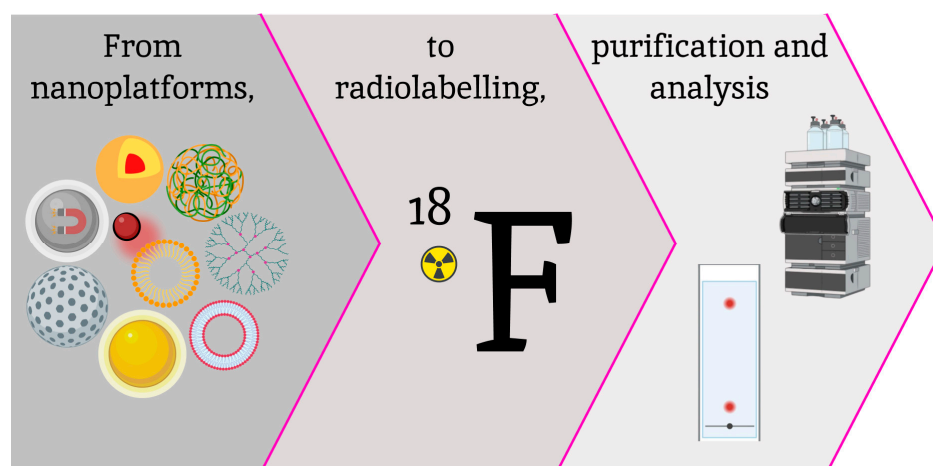 From
nanoplatforms,
to
radiolabelling,
purification and
analysis
18
F